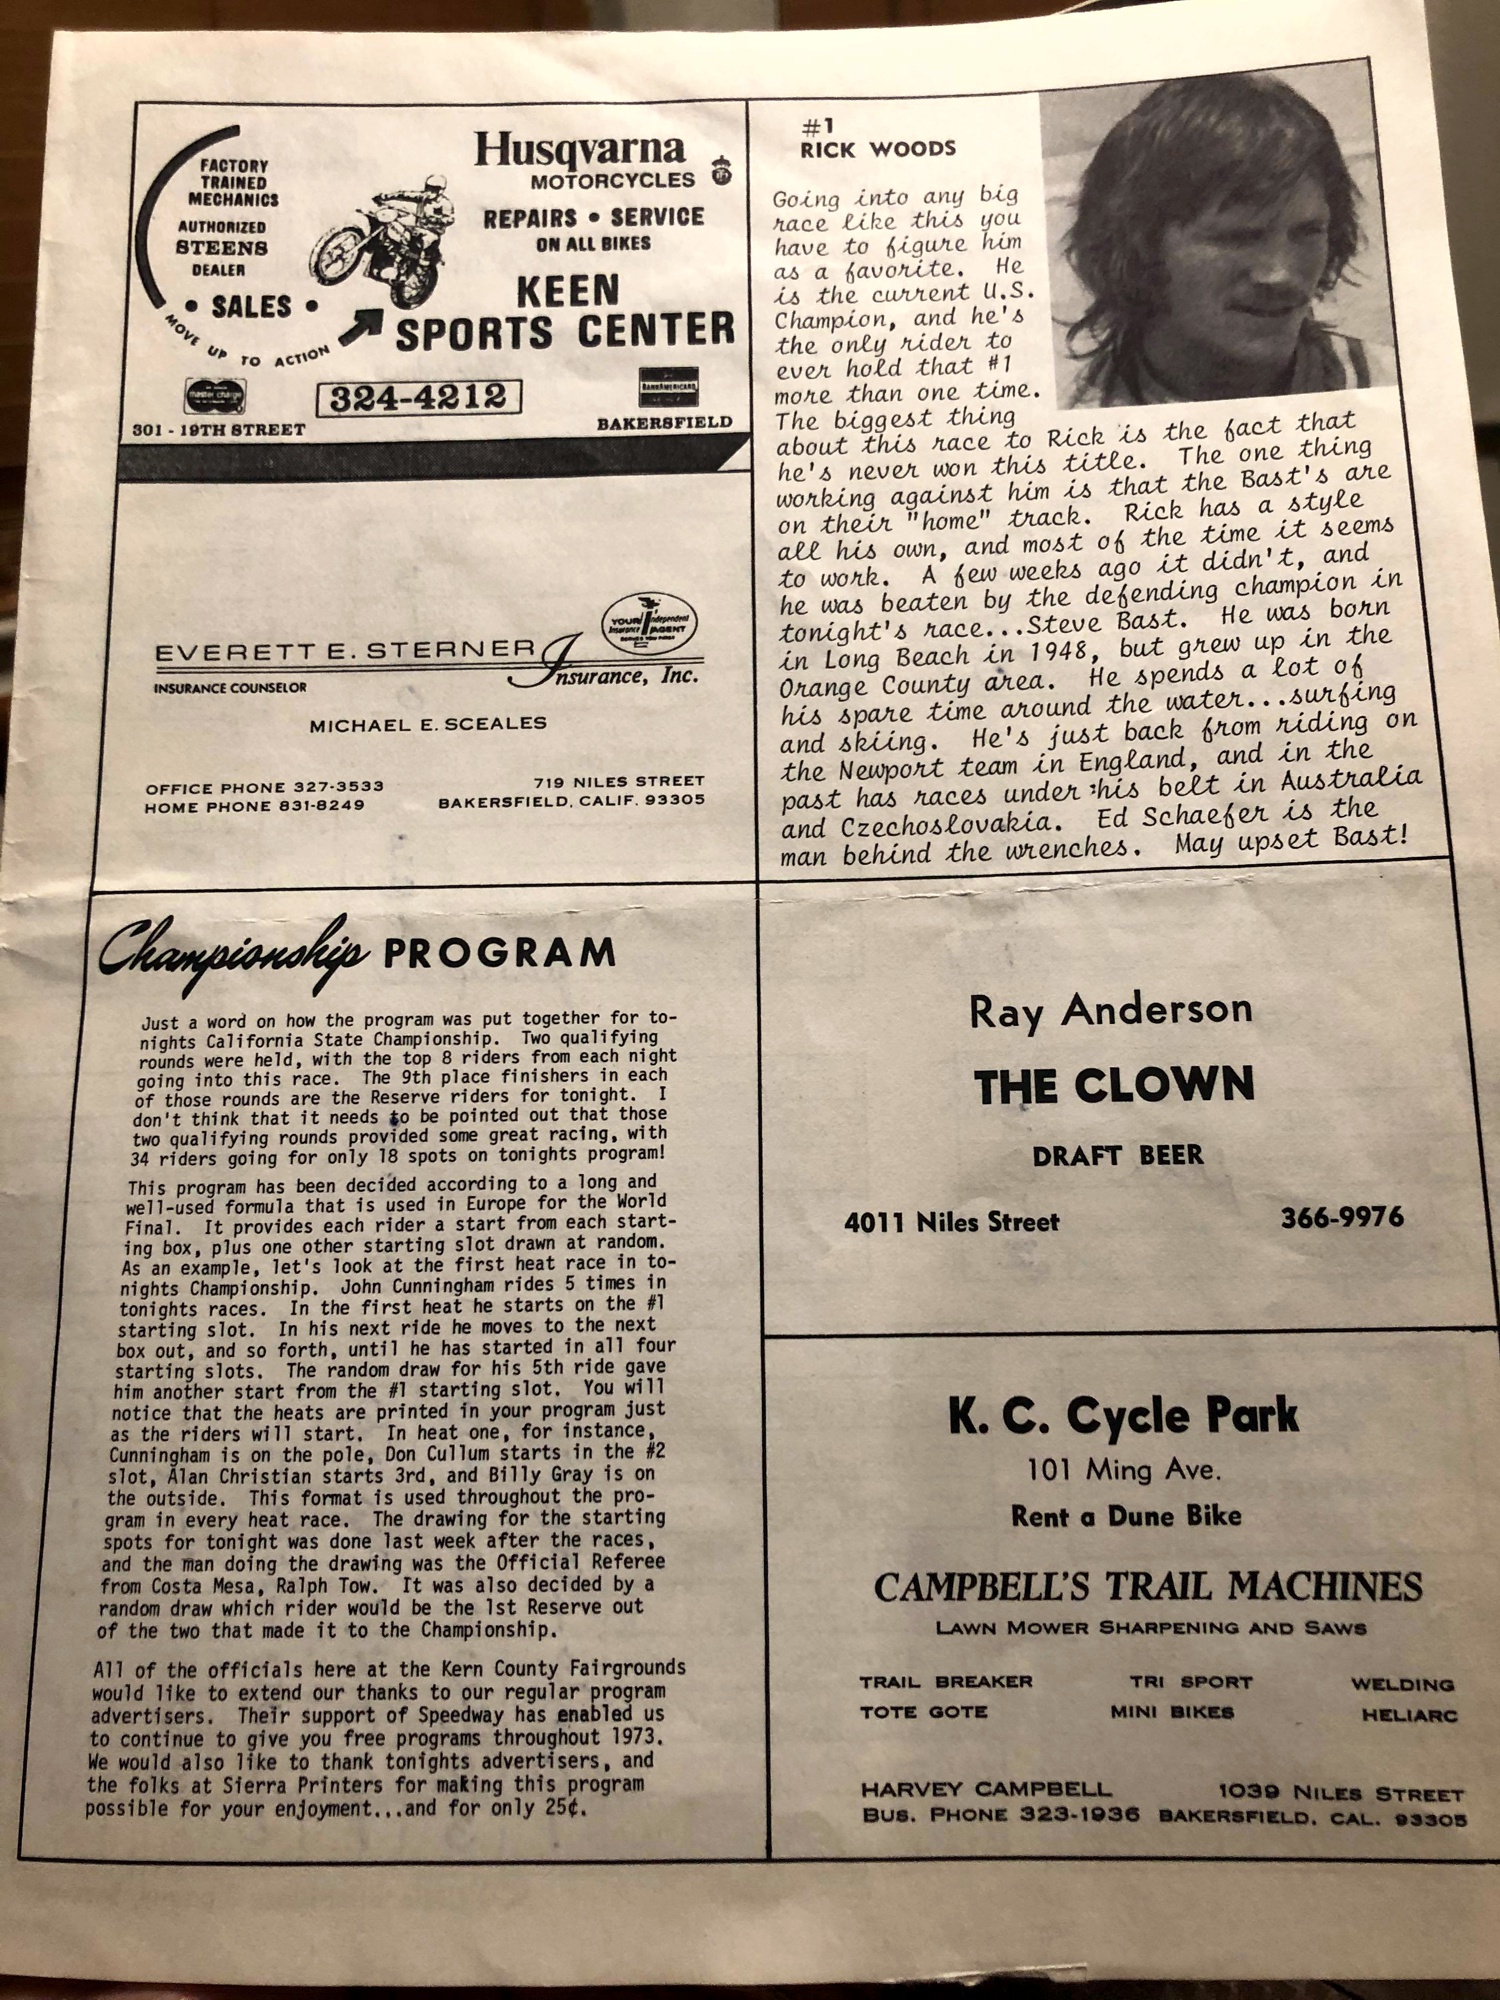 FACTORY
TRAINED
MECHANICS
AUTHORIZED
STEENS
DEALER
• SALES •
MOVE UP TO ACTION
Husqvarna
MOTORCYCLES
REPAIRS • SERVICE
ON ALL BIKES
KEEN
SPORTS CENTER
master charge
324-4212
BANKAMERICARD
301 - 19TH STREET
BAKERSFIELD
EVERETT E. STERNER
Insurance, Inc.
YOUR Independent
Insurance AGENT
INSURANCE COUNSELOR
MICHAEL E. SCEALES
OFFICE PHONE 327-3533
HOME PHONE 831-8249
719 NILES STREET
BAKERSFIELD, CALIF. 93305
Championship PROGRAM
Just a word on how the program was put together for to-
nights California State Championship. Two qualifying
rounds were held, with the top 8 riders from each night
going into this race. The 9th place finishers in each
of those rounds are the Reserve riders for tonight. I
don't think that it needs to be pointed out that those
two qualifying rounds provided some great racing, with
34 riders going for only 18 spots on tonights program!
This program has been decided according to a long and
well-used formula that is used in Europe for the World
Final. It provides each rider a start from each start-
ing box, plus one other starting slot drawn at random.
As an example, let's look at the first heat race in to-
nights Championship. John Cunningham rides 5 times in
tonights races. In the first heat he starts on the #1
starting slot. In his next ride he moves to the next
box out, and so forth, until he has started in all four
starting slots. The random draw for his 5th ride gave
him another start from the #1 starting slot. You will
notice that the heats are printed in your program just
as the riders will start. In heat one, for instance,
Cunningham is on the pole, Don Cullum starts in the #2
slot, Alan Christian starts 3rd, and Billy Gray is on
the outside. This format is used throughout the pro-
gram in every heat race. The drawing for the starting
spots for tonight was done last week after the races,
and the man doing the drawing was the Official Referee
from Costa Mesa, Ralph Tow. It was also decided by a
random draw which rider would be the 1st Reserve out
of the two that made it to the Championship.
All of the officials here at the Kern County Fairgrounds
would like to extend our thanks to our regular program
advertisers. Their support of Speedway has enabled us
to continue to give you free programs throughout 1973.
We would also like to thank tonights advertisers, and
the folks at Sierra Printers for making this program
possible for your enjoyment...and for only 25¢.
#1
RICK WOODS
Going into any big
race like this you
have to figure him
as a favorite. He
is the current U.S.
Champion, and he's
the only rider to
ever hold that #1
more than one time.
The biggest thing
about this race to Rick is the fact that
he's never won this title. The one thing
working against him is that the Bast's are
on their "home" track. Rick has a style
all his own, and most of the time it seems
to work. A few weeks ago it didn't, and
he was beaten by the defending champion in
tonight's race...Steve Bast. He was born
in Long Beach in 1948, but grew up in the
Orange County area. He spends a lot of
his spare time around the water...surfing
and skiing. He's just back from riding on
the Newport team in England, and in the
past has races under his belt in Australia
and Czechoslovakia. Ed Schaefer is the
man behind the wrenches. May upset Bast!
Ray Anderson
THE CLOWN
DRAFT BEER
4011 Niles Street 366-9976
K. C. Cycle Park
101 Ming Ave.
Rent a Dune Bike
CAMPBELL'S TRAIL MACHINES
LAWN MOWER SHARPENING AND SAWS
TRAIL BREAKER TRI SPORT WELDING
TOTE GOTE MINI BIKES HELIARC
HARVEY CAMPBELL 1039 NILES STREET
BUS. PHONE 323-1936 BAKERSFIELD, CAL. 93305